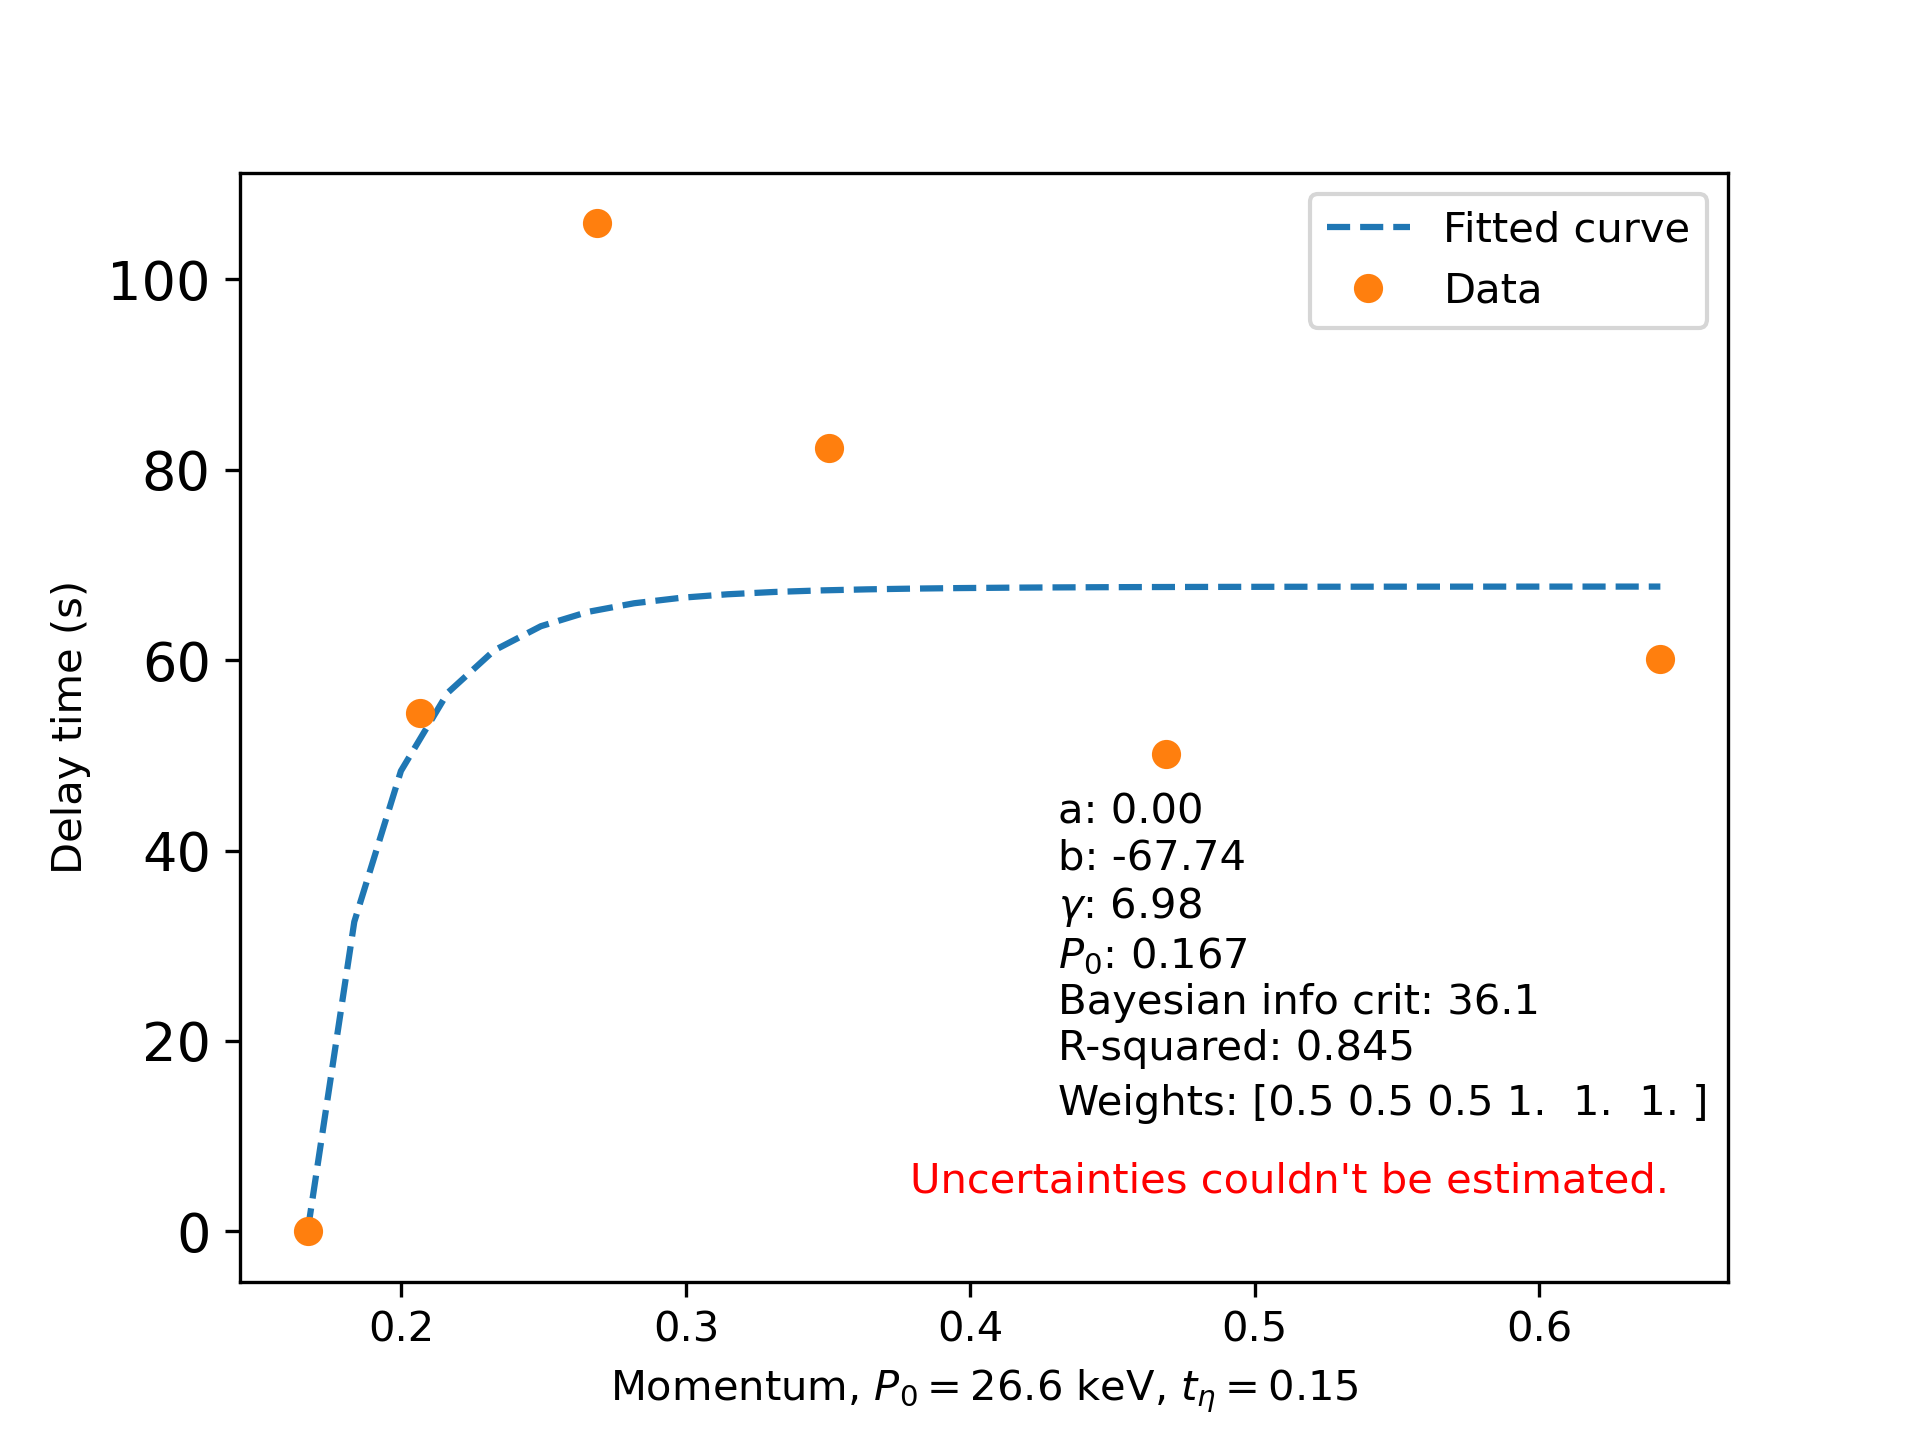 Fitted curve
Data
100
80
60
40
20
0
Delay time (s)
a: 0.00
b: -67.74
γ: 6.98
P₀: 0.167
Bayesian info crit: 36.1
R-squared: 0.845
Weights: [0.5 0.5 0.5 1.  1.  1. ]
Uncertainties couldn't be estimated.
0.2 0.3 0.4 0.5 0.6
Momentum, P₀ = 26.6 keV, tη = 0.15